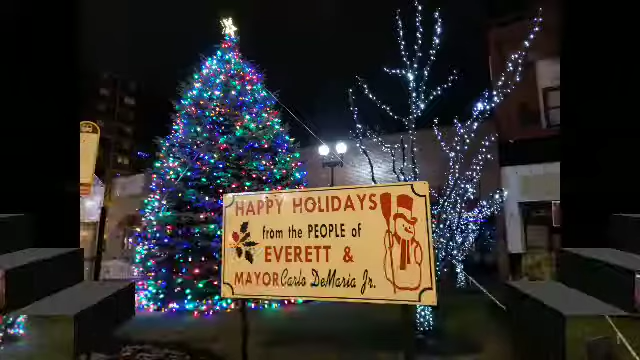 HAPPY HOLIDAYS
from the PEOPLE of
EVERETT &
MAYOR Carlo DeMaria Jr.